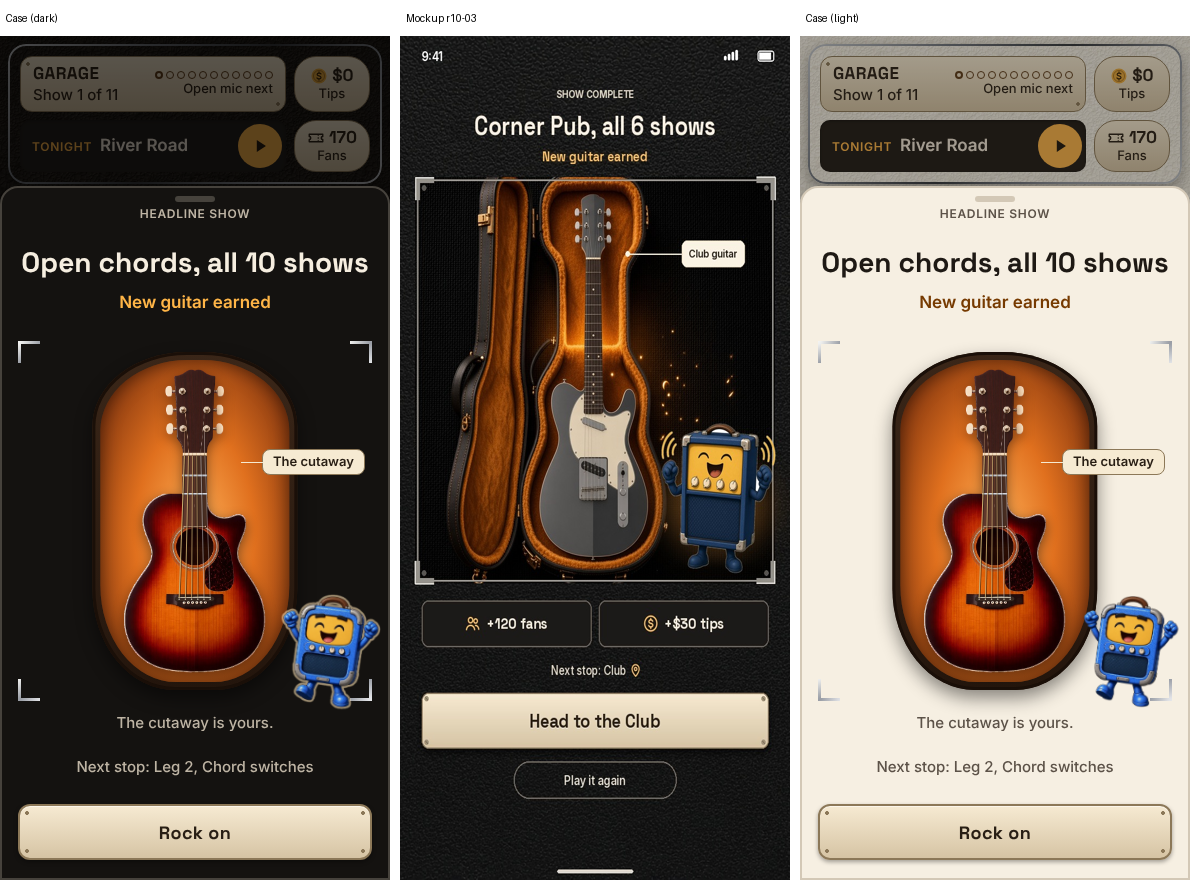 Case (dark)
GARAGE
Show 1 of 11
Open mic next
$0
Tips
TONIGHT River Road
170
Fans
HEADLINE SHOW
Open chords, all 10 shows
New guitar earned
The cutaway
The cutaway is yours.
Next stop: Leg 2, Chord switches
Rock on
Mockup r10-03
9:41
SHOW COMPLETE
Corner Pub, all 6 shows
New guitar earned
Club guitar
+120 fans
+$30 tips
Next stop: Club
Head to the Club
Play it again
Case (light)
GARAGE
Show 1 of 11
Open mic next
$0
Tips
TONIGHT River Road
170
Fans
HEADLINE SHOW
Open chords, all 10 shows
New guitar earned
The cutaway
The cutaway is yours.
Next stop: Leg 2, Chord switches
Rock on